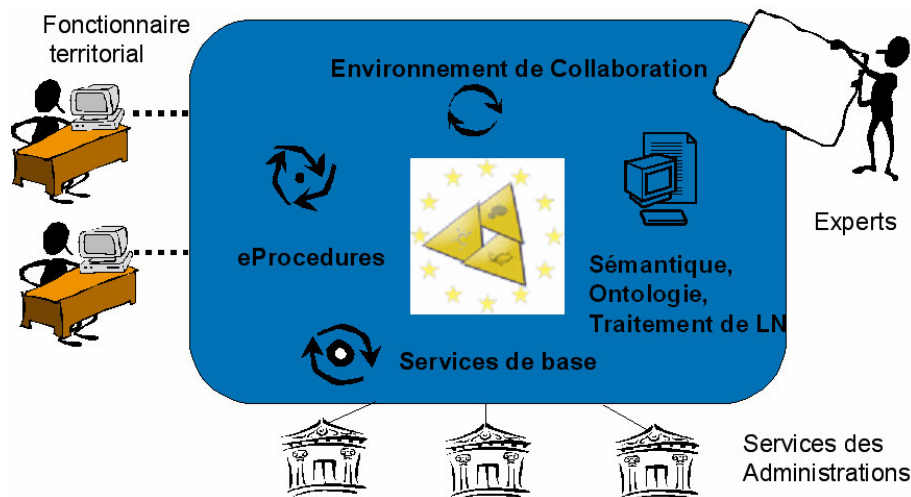 Fonctionnaire
territorial
Environnement de Collaboration
Experts
eProcedures
Sémantique,
Ontologie,
Traitement de LN
Services de base
Services des
Administrations